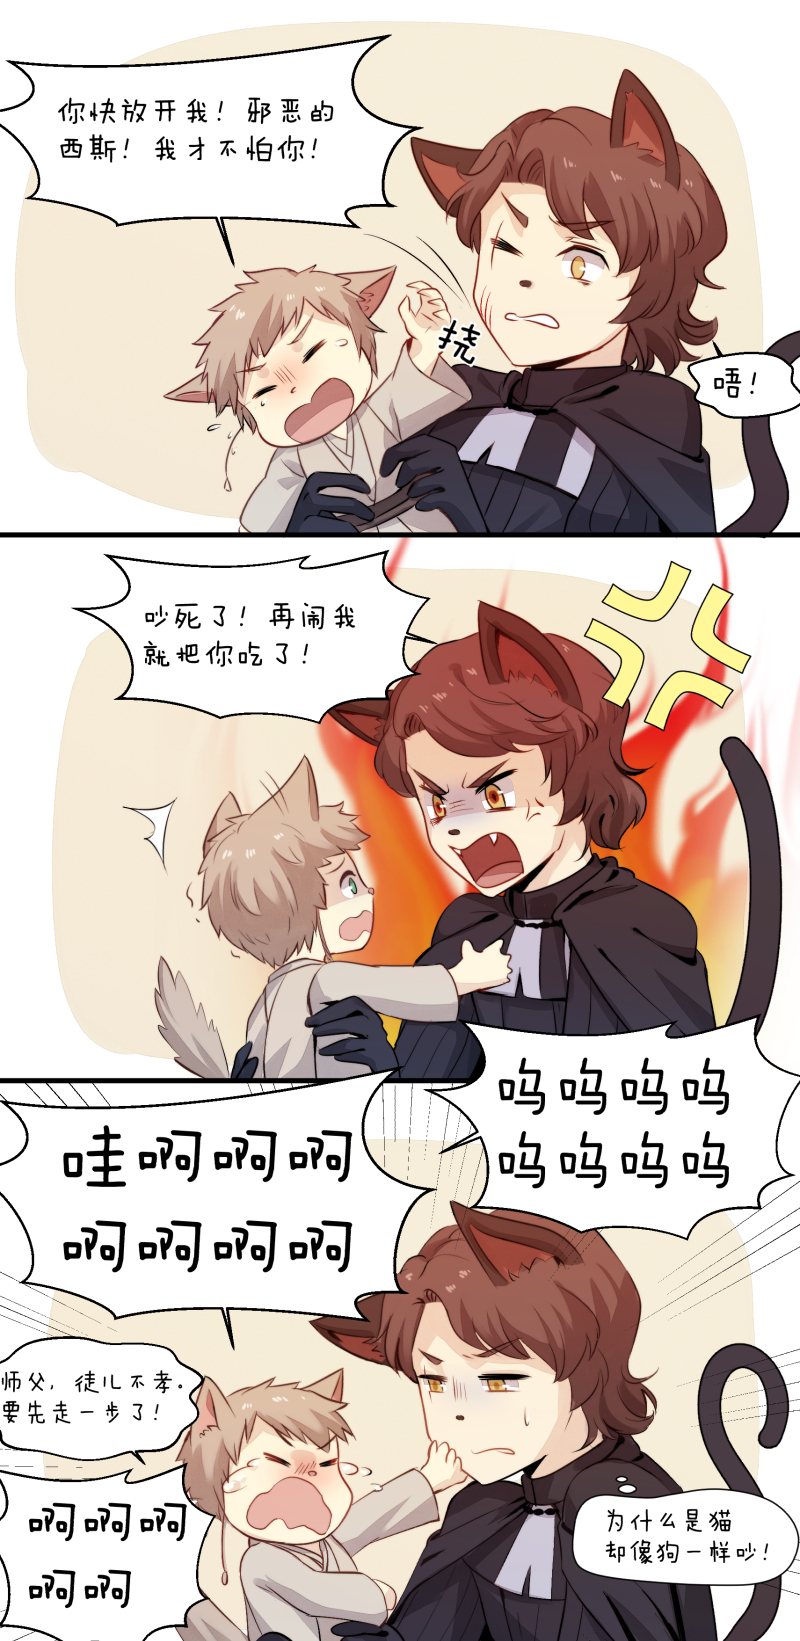 你快放开我！邪恶的
西斯！我才不怕你！
挠
唔！
吵死了！再闹我
就把你吃了！
呜呜呜呜
呜呜呜呜
哇啊啊啊
啊啊啊啊
师父，徒儿不孝。
要先走一步了！
啊啊啊
啊啊
为什么是猫
却像狗一样吵！